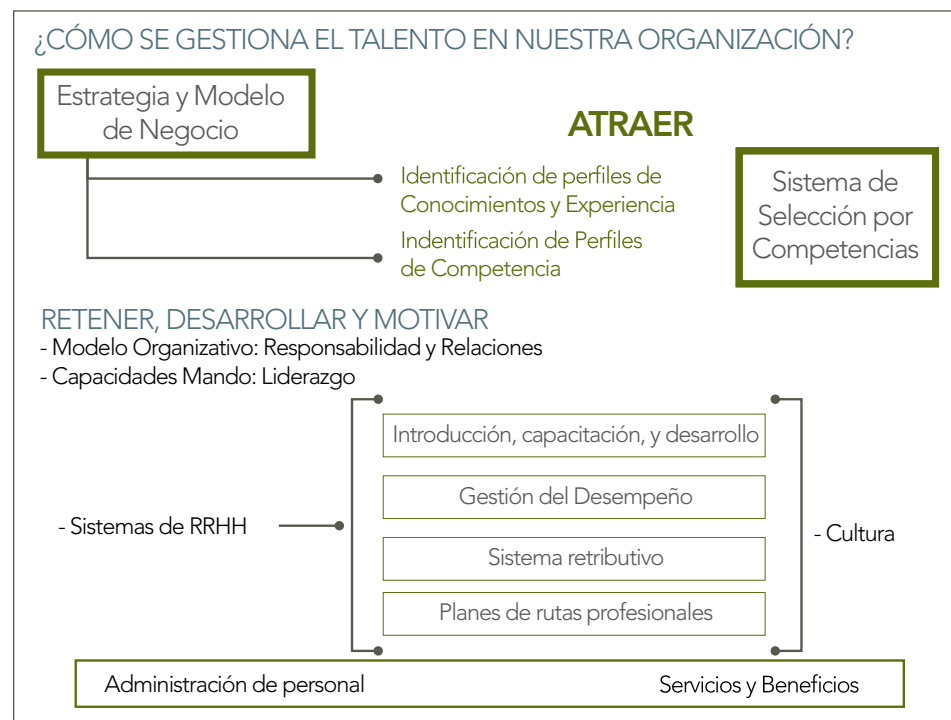 ¿CÓMO SE GESTIONA EL TALENTO EN NUESTRA ORGANIZACIÓN?
Estrategia y Modelo
de Negocio
ATRAER
Identificación de perfiles de
Conocimientos y Experiencia
Indentificación de Perfiles
de Competencia
Sistema de
Selección por
Competencias
RETENER, DESARROLLAR Y MOTIVAR
- Modelo Organizativo: Responsabilidad y Relaciones
- Capacidades Mando: Liderazgo
Introducción, capacitación, y desarrollo
Gestión del Desempeño
- Sistemas de RRHH
- Cultura
Sistema retributivo
Planes de rutas profesionales
Administración de personal
Servicios y Beneficios